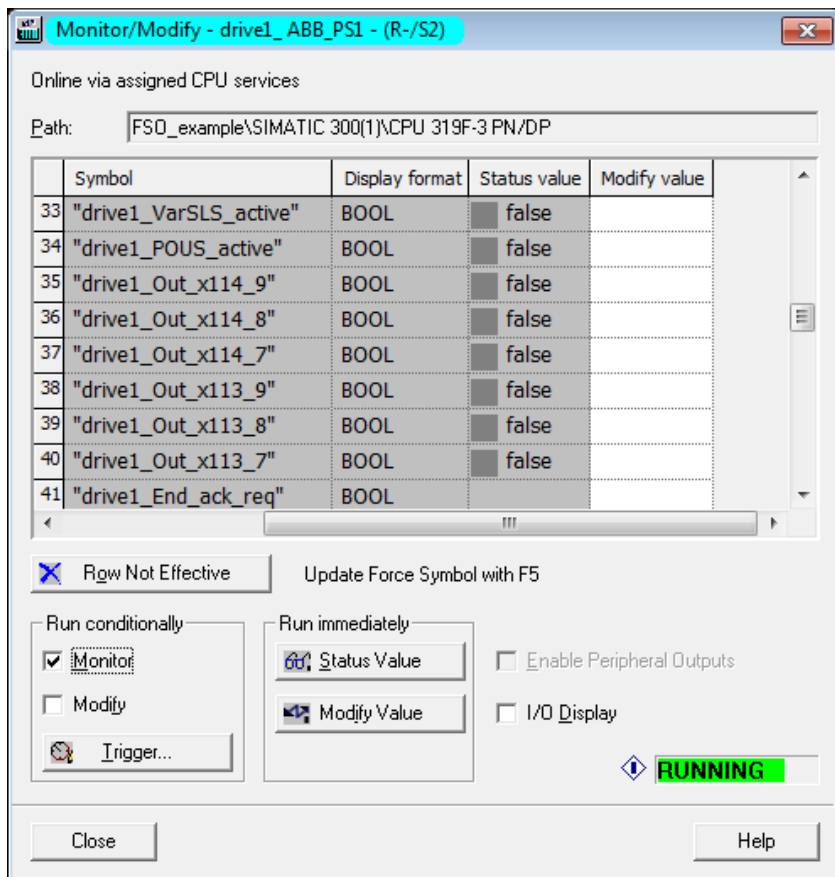 Monitor/Modify - drive1_ ABB_PS1 - (R-/S2)
Online via assigned CPU services
Path: FSO_example\SIMATIC 300(1)\CPU 319F-3 PN/DP
Symbol Display format Status value Modify value
33 "drive1_VarSLS_active" BOOL false
34 "drive1_POUS_active" BOOL false
35 "drive1_Out_x114_9" BOOL false
36 "drive1_Out_x114_8" BOOL false
37 "drive1_Out_x114_7" BOOL false
38 "drive1_Out_x113_9" BOOL false
39 "drive1_Out_x113_8" BOOL false
40 "drive1_Out_x113_7" BOOL false
41 "drive1_End_ack_req" BOOL
Row Not Effective Update Force Symbol with F5
Run conditionally Run immediately
Monitor Status Value Enable Peripheral Outputs
Modify Modify Value I/O Display
Trigger...
RUNNING
Close Help